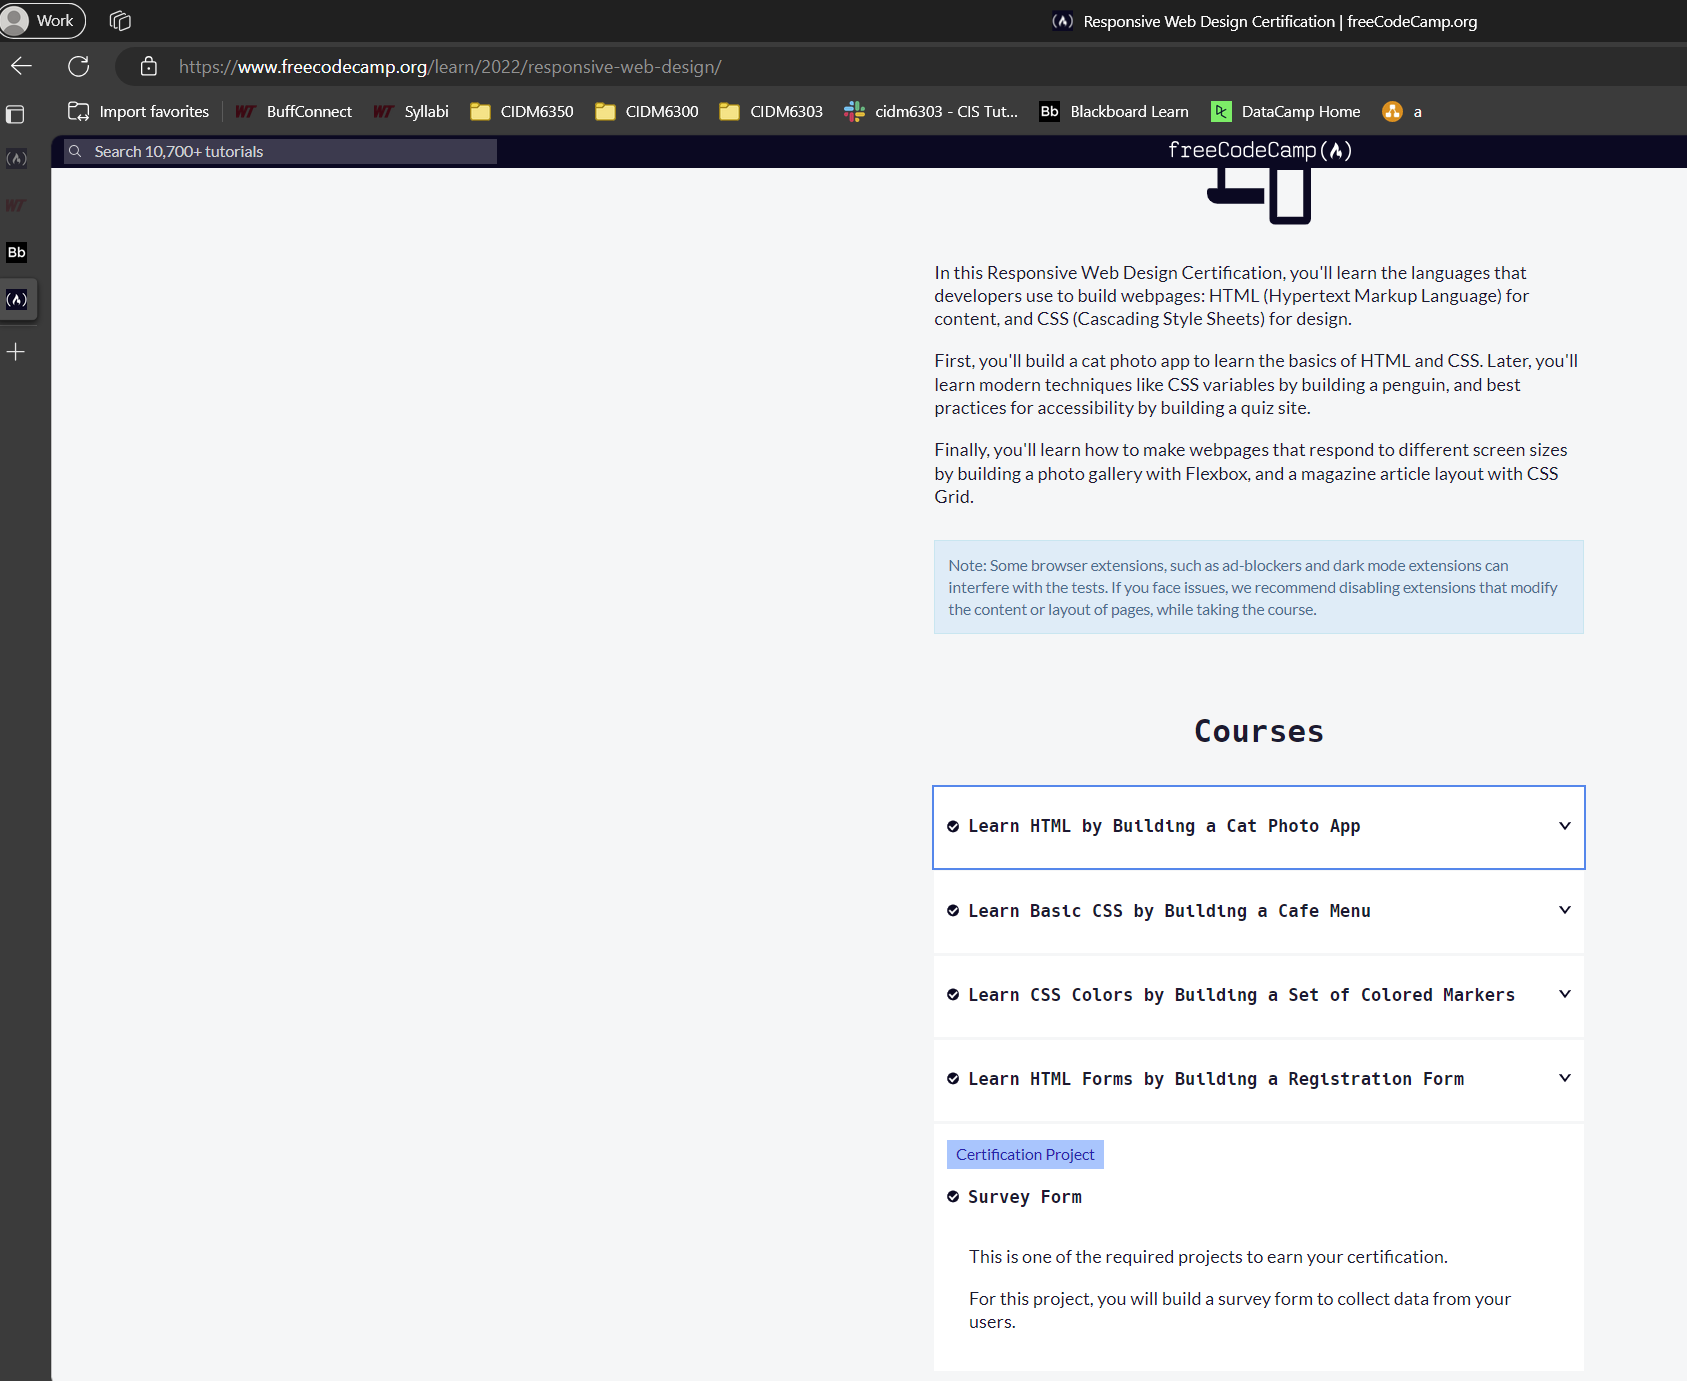 Work
Responsive Web Design Certification | freeCodeCamp.org
https://www.freecodecamp.org/learn/2022/responsive-web-design/
Import favorites WT BuffConnect WT Syllabi CIDM6350 CIDM6300 CIDM6303 cidm6303 - CIS Tut... Bb Blackboard Learn DC DataCamp Home a
Search 10,700+ tutorials
freeCodeCamp
WT
Bb
In this Responsive Web Design Certification, you'll learn the languages that
developers use to build webpages: HTML (Hypertext Markup Language) for
content, and CSS (Cascading Style Sheets) for design.
First, you'll build a cat photo app to learn the basics of HTML and CSS. Later, you'll
learn modern techniques like CSS variables by building a penguin, and best
practices for accessibility by building a quiz site.
Finally, you'll learn how to make webpages that respond to different screen sizes
by building a photo gallery with Flexbox, and a magazine article layout with CSS
Grid.
Note: Some browser extensions, such as ad-blockers and dark mode extensions can
interfere with the tests. If you face issues, we recommend disabling extensions that modify
the content or layout of pages, while taking the course.
Courses
Learn HTML by Building a Cat Photo App
Learn Basic CSS by Building a Cafe Menu
Learn CSS Colors by Building a Set of Colored Markers
Learn HTML Forms by Building a Registration Form
Certification Project
Survey Form
This is one of the required projects to earn your certification.
For this project, you will build a survey form to collect data from your
users.